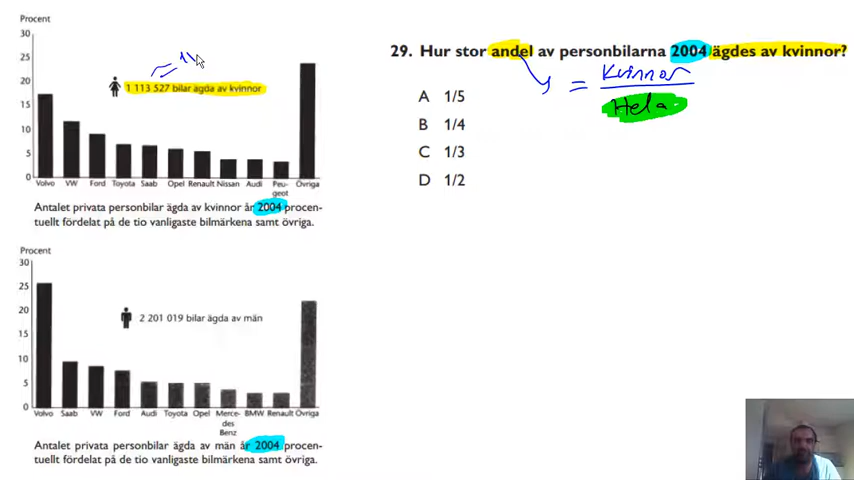 Procent
30
25
20
15
10
5
0
1 113 527 bilar ägda av kvinnor
Volvo VW Ford Toyota Saab Opel Renault Nissan Audi Peu-geot Övriga
Antalet privata personbilar ägda av kvinnor år 2004 procen-
tuellt fördelat på de tio vanligaste bilmärkena samt övriga.
Procent
30
25
20
15
10
5
0
2 201 019 bilar ägda av män
Volvo Saab VW Ford Audi Toyota Opel Merce-des Benz BMW Renault Övriga
Antalet privata personbilar ägda av män år 2004 procen-
tuellt fördelat på de tio vanligaste bilmärkena samt övriga.
29. Hur stor andel av personbilarna 2004 ägdes av kvinnor?
= Kvinnor
Hela
A 1/5
B 1/4
C 1/3
D 1/2